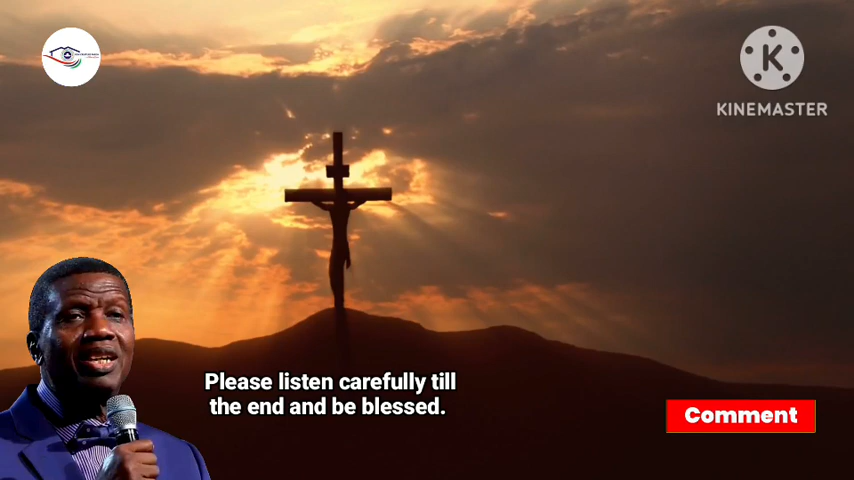 KINEMASTER
Please listen carefully till
the end and be blessed.
Comment